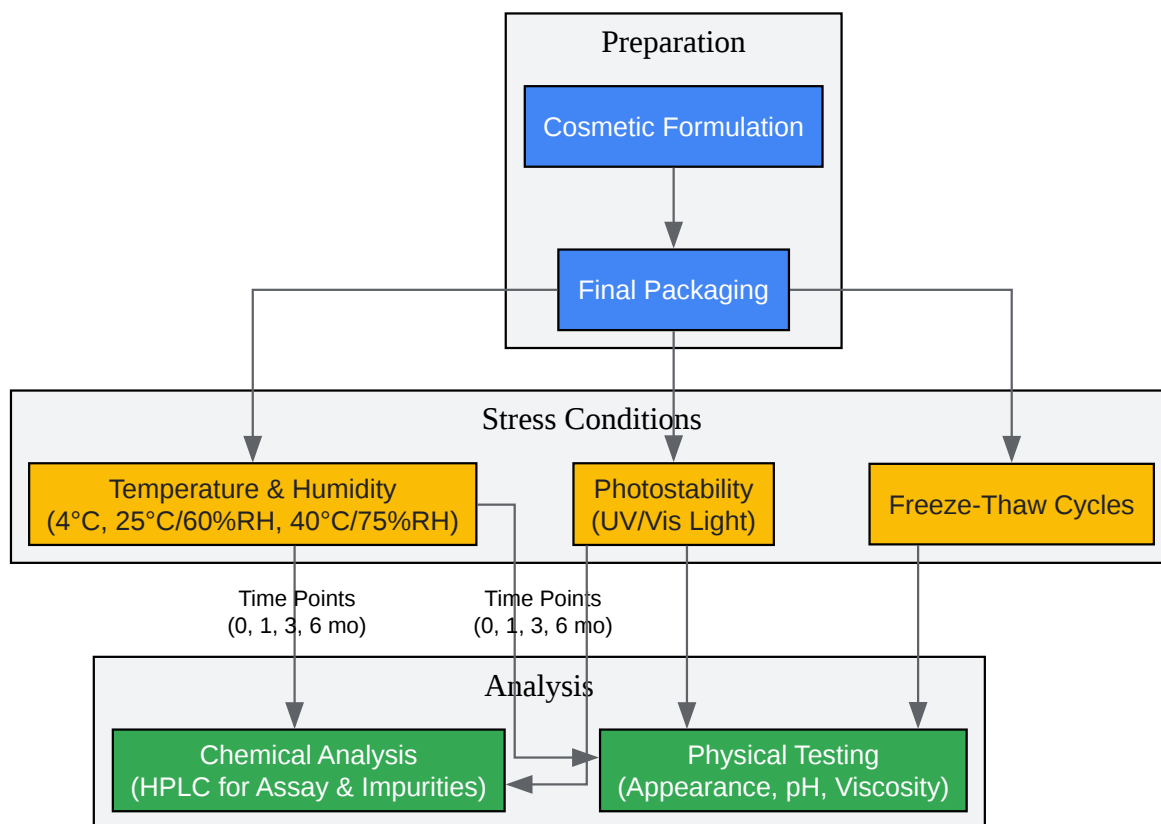 Preparation
Cosmetic Formulation
Final Packaging
Stress Conditions
Temperature & Humidity
(4°C, 25°C/60%RH, 40°C/75%RH)
Photostability
(UV/Vis Light)
Freeze-Thaw Cycles
Time Points
(0, 1, 3, 6 mo)
Time Points
(0, 1, 3, 6 mo)
Analysis
Chemical Analysis
(HPLC for Assay & Impurities)
Physical Testing
(Appearance, pH, Viscosity)